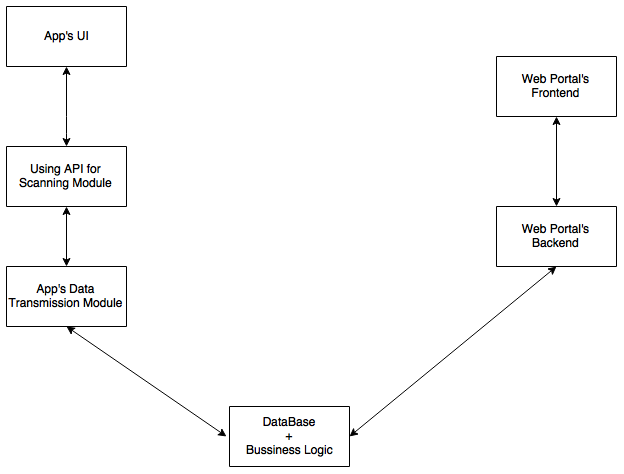 App's UI
Using API for
Scanning Module
App's Data
Transmission Module
Web Portal's
Frontend
Web Portal's
Backend
DataBase
+
Bussiness Logic